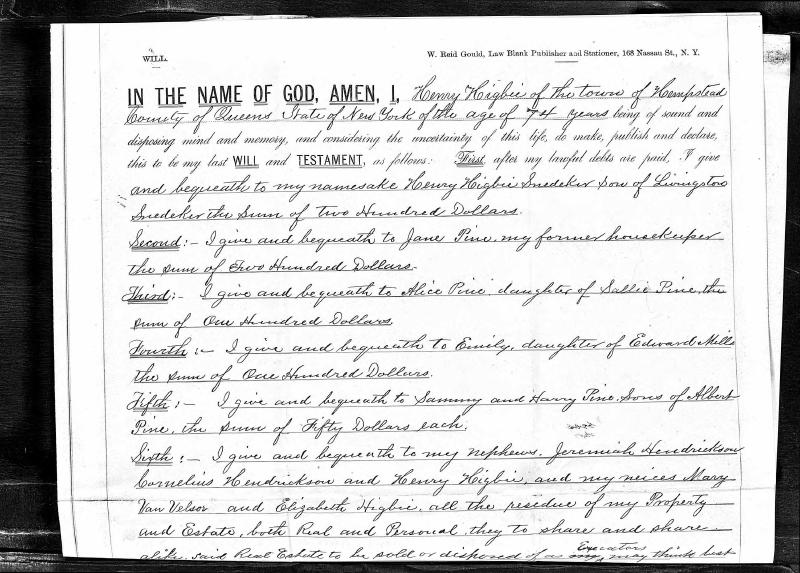 WILL.
W. Reid Gould, Law Blank Publisher and Stationer, 168 Nassau St., N. Y.
IN THE NAME OF GOD, AMEN, I, Henry Higbie of the town of Hempstead
County of Queens State of New York of the age of 74 years being of sound and
disposing mind and memory, and considering the uncertainty of this life, do make, publish and declare,
this to be my last WILL and TESTAMENT, as follows: First after my lawful debts are paid, I give
and bequeath to my namesake Henry Higbie Snedeker Son of Livingston
Snedeker the Sum of two Hundred Dollars.
Second:- I give and bequeath to Jane Pine my former housekeeper
the sum of Two Hundred Dollars.
Third:- I give and bequeath to Alice Pine, daughter of Sallie Pine, the
sum of One Hundred Dollars.
Fourth:- I give and bequeath to Emily, daughter of Edward Mills
the sum of One Hundred Dollars.
Fifth:- I give and bequeath to Sammy and Harry Pine, Sons of Albert
Pine, the sum of Fifty Dollars each.
Sixth:- I give and bequeath to my nephews, Jeremiah Hendrickson
Cornelius Hendrickson and Henry Higbie, and my neices Mary
Van Velsor and Elizabeth Higbie, all the residue of my Property
and Estate, both Real and Personal, they to share and share
alike, said Real Estate to be sold or disposed of as my Executors may think best